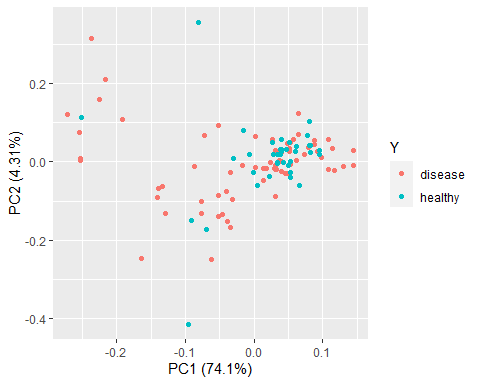 0.2
0.0
-0.2
-0.4
PC2 (4.31%)
-0.2 -0.1 0.0 0.1
PC1 (74.1%)
Y
disease
healthy